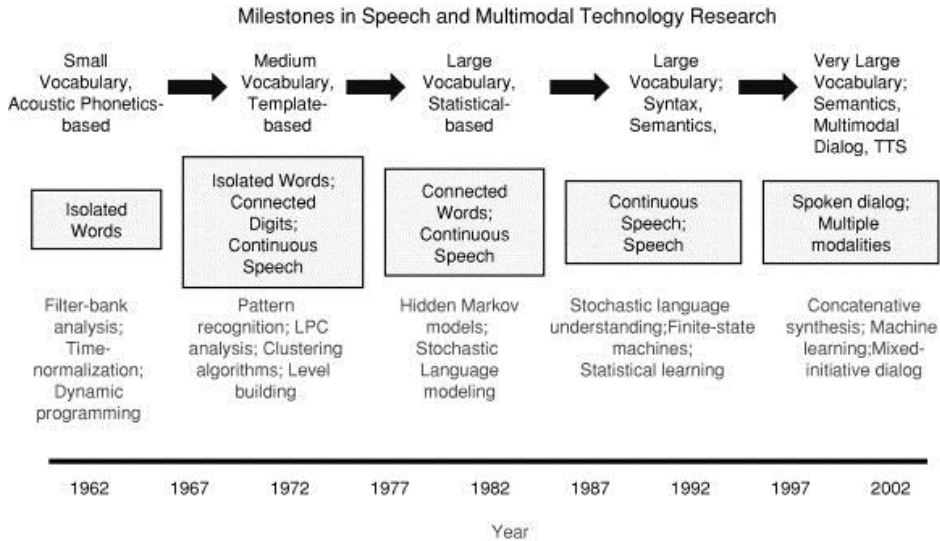 Milestones in Speech and Multimodal Technology Research
Small
Vocabulary,
Acoustic Phonetics-
based
Medium
Vocabulary,
Template-
based
Large
Vocabulary,
Statistical-
based
Large
Vocabulary;
Syntax,
Semantics,
Very Large
Vocabulary;
Semantics,
Multimodal
Dialog, TTS
Isolated
Words
Isolated Words;
Connected
Digits;
Continuous
Speech
Connected
Words;
Continuous
Speech
Continuous
Speech;
Speech
Spoken dialog;
Multiple
modalities
Filter-bank
analysis;
Time-
normalization;
Dynamic
programming
Pattern
recognition; LPC
analysis; Clustering
algorithms; Level
building
Hidden Markov
models;
Stochastic
Language
modeling
Stochastic language
understanding;Finite-state
machines;
Statistical learning
Concatenative
synthesis; Machine
learning;Mixed-
initiative dialog
1962 1967 1972 1977 1982 1987 1992 1997 2002
Year